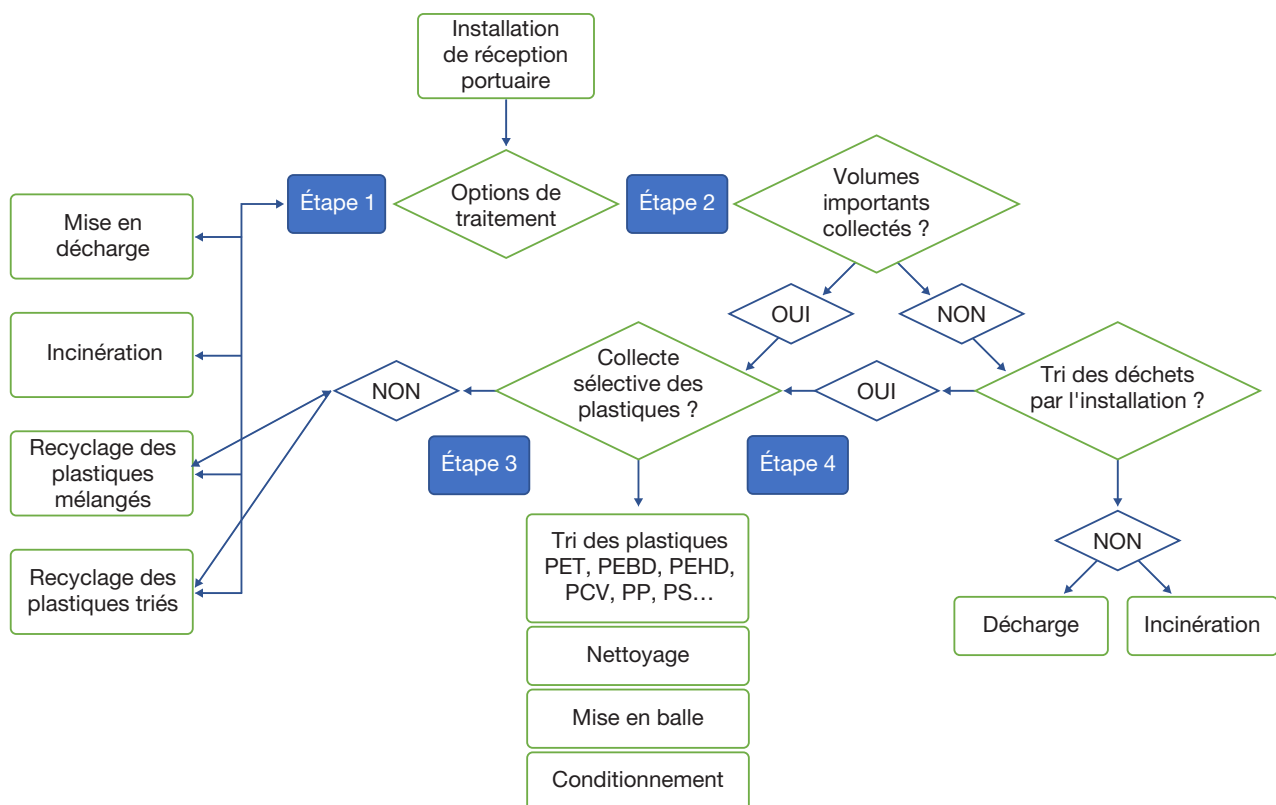 Installation
de réception
portuaire
Étape 1
Options de
traitement
Étape 2
Volumes
importants
collectés ?
Mise en
décharge
OUI
NON
Incinération
NON
Collecte
sélective des
plastiques ?
OUI
Tri des déchets
par l'installation ?
Recyclage des
plastiques
mélangés
Étape 3
Étape 4
Recyclage des
plastiques triés
Tri des plastiques
PET, PEBD, PEHD,
PCV, PP, PS…
NON
Décharge
Incinération
Nettoyage
Mise en balle
Conditionnement